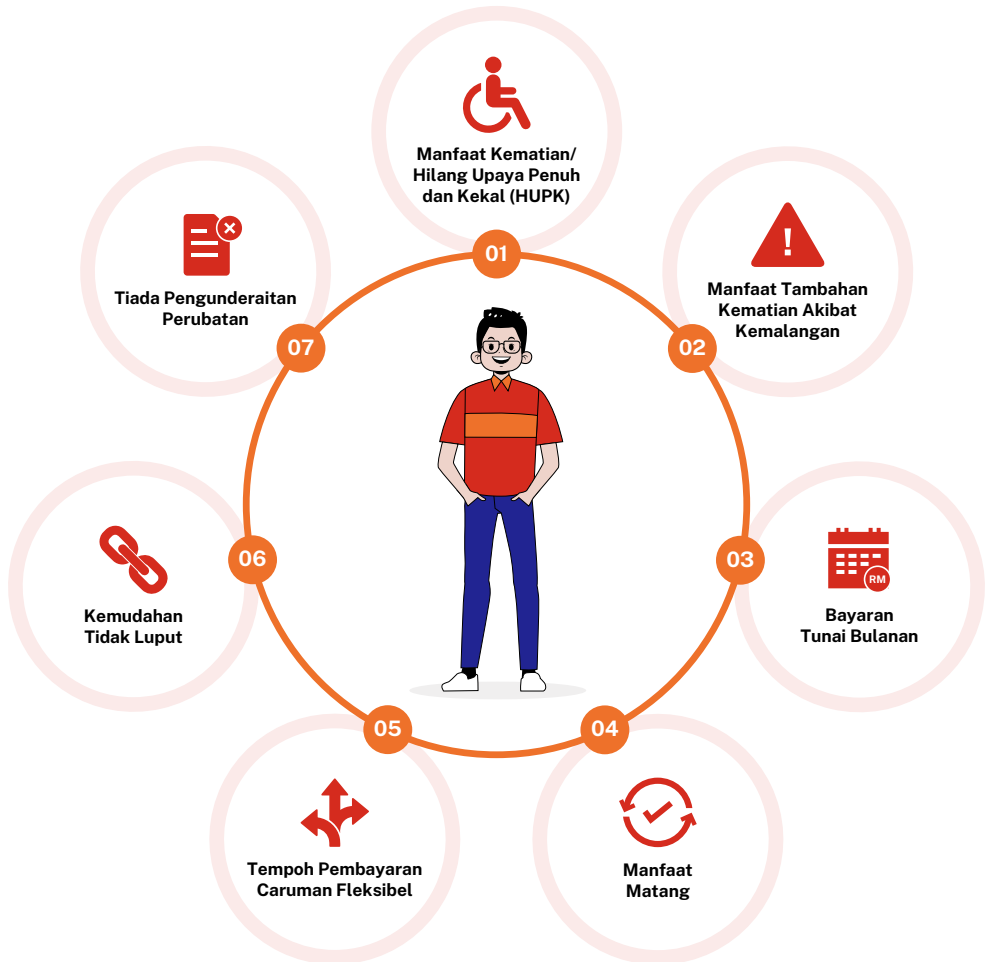 01
Manfaat Kematian/
Hilang Upaya Penuh
dan Kekal (HUPK)
02
Manfaat Tambahan
Kematian Akibat
Kemalangan
03
RM
Bayaran
Tunai Bulanan
04
Manfaat
Matang
05
Tempoh Pembayaran
Caruman Fleksibel
06
Kemudahan
Tidak Luput
07
Tiada Pengunderaitan
Perubatan